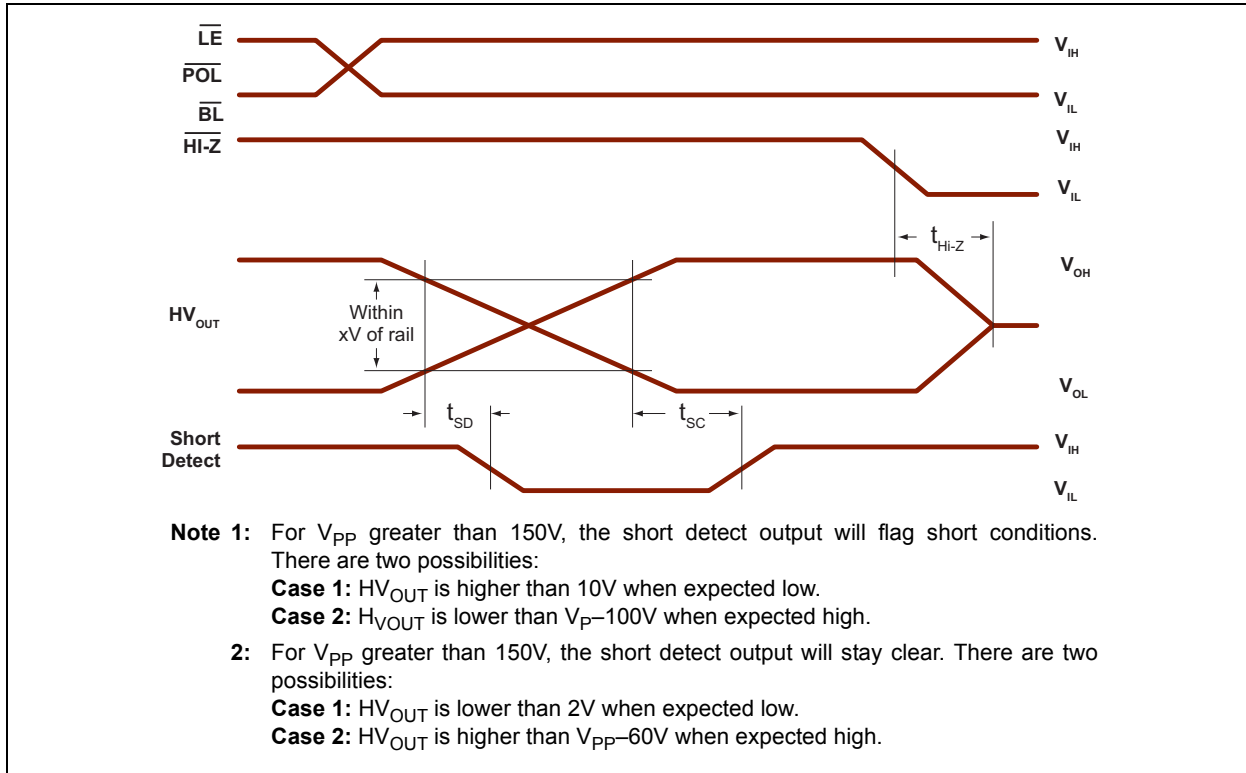 LE
V_IH
POL
BL
V_IL
HI-Z
V_IH
V_IL
t_Hi-Z
V_OH
HV_OUT
Within
xV of rail
V_OL
t_SD
t_SC
Short
Detect
V_IH
V_IL
Note 1: For V_PP greater than 150V, the short detect output will flag short conditions.
There are two possibilities:
Case 1: HV_OUT is higher than 10V when expected low.
Case 2: H_VOUT is lower than V_P–100V when expected high.
2: For V_PP greater than 150V, the short detect output will stay clear. There are two
possibilities:
Case 1: HV_OUT is lower than 2V when expected low.
Case 2: HV_OUT is higher than V_PP–60V when expected high.